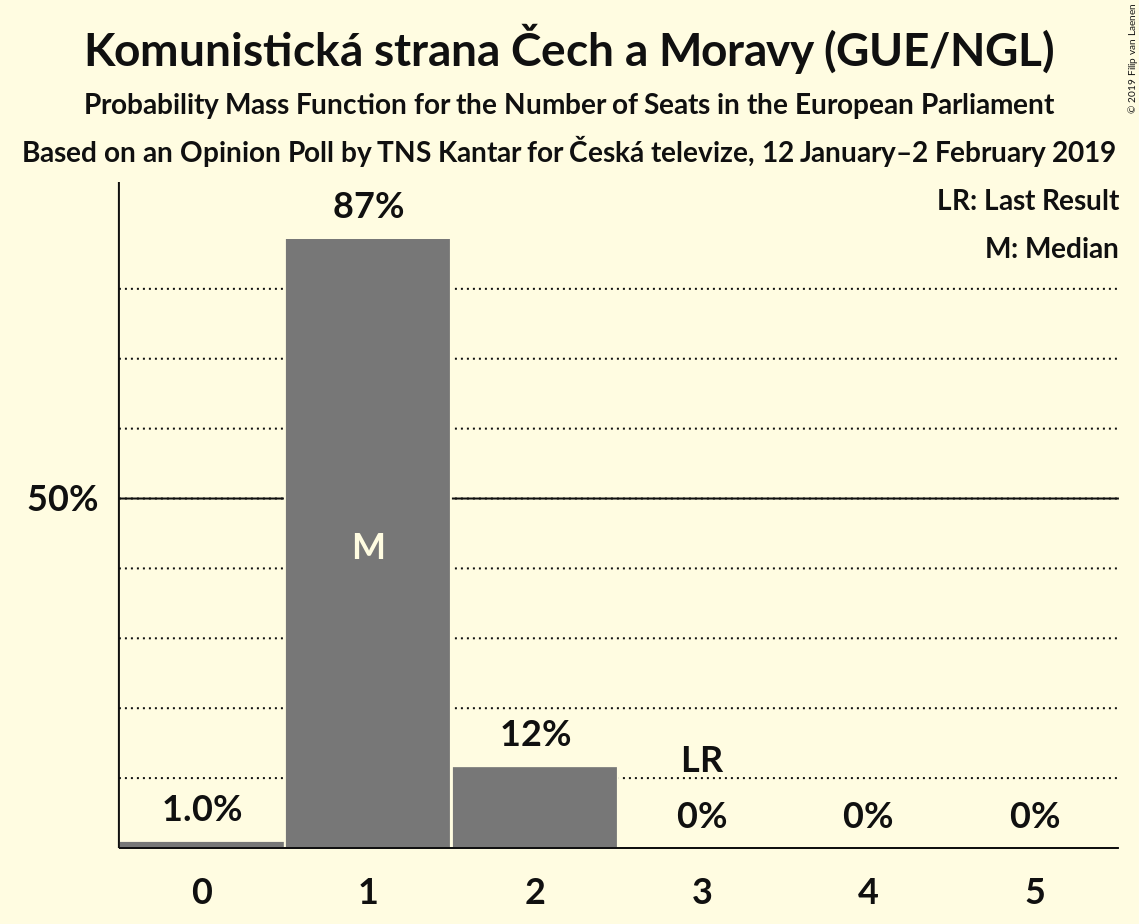 Komunistická strana Čech a Moravy (GUE/NGL)
Probability Mass Function for the Number of Seats in the European Parliament
Based on an Opinion Poll by TNS Kantar for Česká televize, 12 January–2 February 2019
© 2019 Filip van Laenen
LR: Last Result
M: Median
87%
50%
M
12%
LR
1.0%
0%
0%
0%
0
1
2
3
4
5